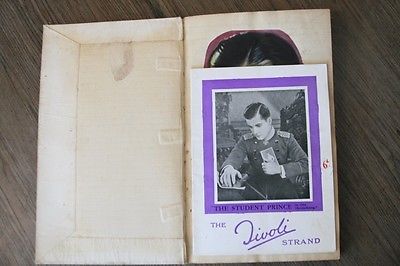 THE STUDENT PRINCE
6ᴰ
THE
Tivoli
STRAND